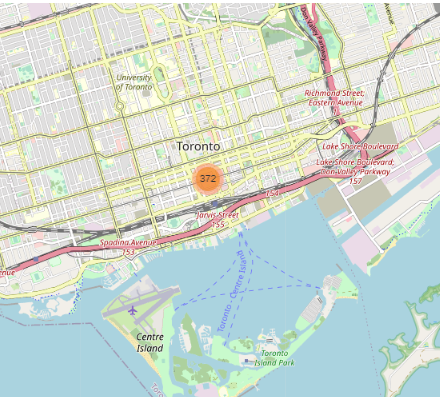 Don Valley Parkway
Avenue
University
of Toronto
Richmond Street;
Eastern Avenue
Toronto
Lake Shore Boulevard
Lake Shore Boulevard;
Don Valley Parkway
157
372
154
Jarvis Street
155
Spadina Avenue
153
enue
Toronto - Centre Island
Centre
Island
Toronto
Island Park